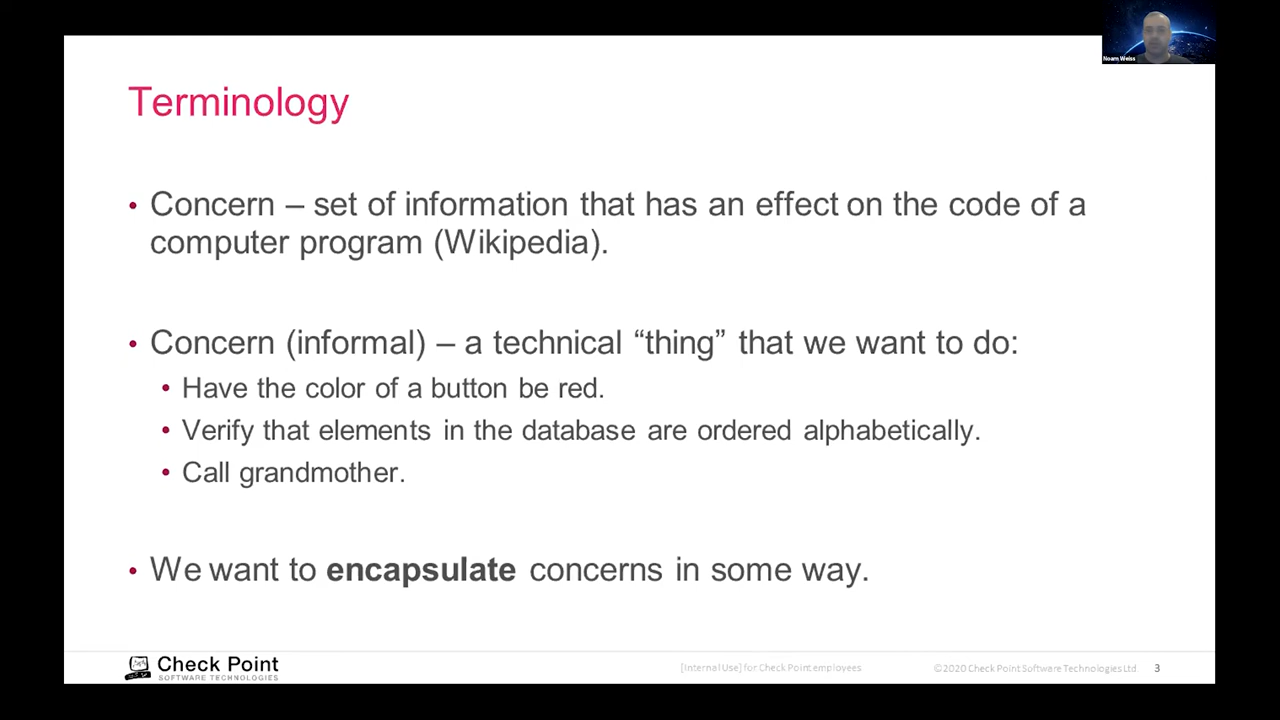 Noam Weiss
Terminology
• Concern – set of information that has an effect on the code of a
computer program (Wikipedia).
• Concern (informal) – a technical “thing” that we want to do:
• Have the color of a button be red.
• Verify that elements in the database are ordered alphabetically.
• Call grandmother.
• We want to encapsulate concerns in some way.
Check Point
SOFTWARE TECHNOLOGIES
[Internal Use] for Check Point employees
©2020 Check Point Software Technologies Ltd
3